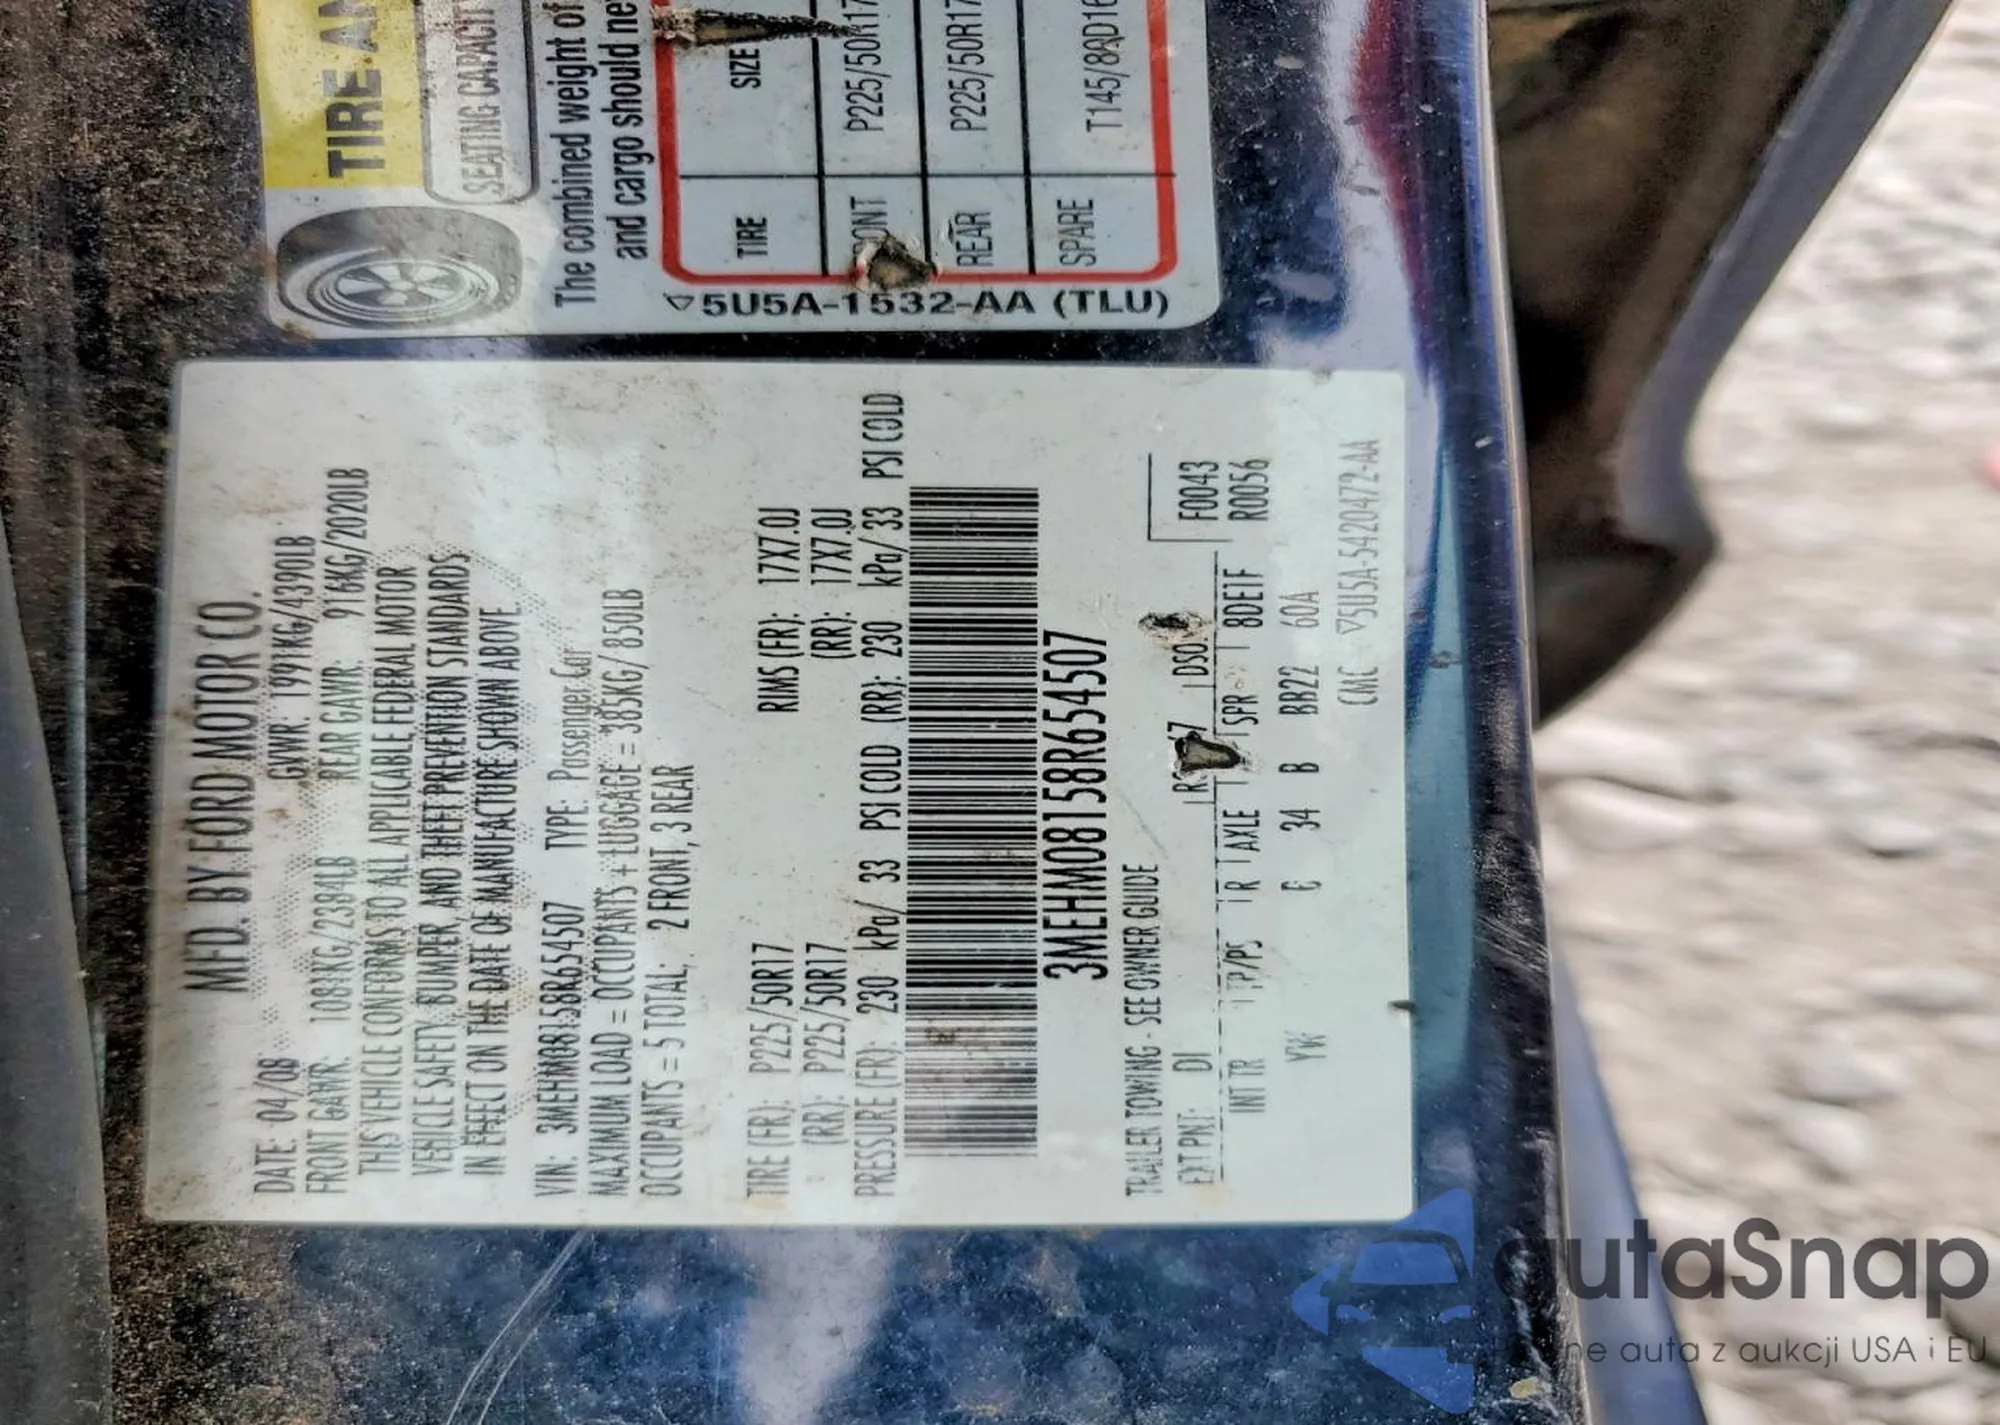 TIRE AN
SEATING CAPACIT
The combined weight of
and cargo should ne
TIRE SIZE
P225/50R17
REAR P225/50R17
SPARE T145/80D16
5U5A-1532-AA (TLU)
MFD. BY FORD MOTOR CO.
DATE: 04/08 GVWR: 1991KG/4390LB
FRONT GAWR: 1081KG/2384LB REAR GAWR: 916KG/2020LB
THIS VEHICLE CONFORMS TO ALL APPLICABLE FEDERAL MOTOR
VEHICLE SAFETY, BUMPER, AND THEFT PREVENTION STANDARDS
IN EFFECT ON THE DATE OF MANUFACTURE SHOWN ABOVE.
VIN: 3MEHM08158R654507 TYPE: Passenger Car
MAXIMUM LOAD = OCCUPANTS + LUGGAGE = 385KG/850LB
OCCUPANTS = 5 TOTAL: 2 FRONT, 3 REAR
TIRE (FR): P225/50R17 RIMS (FR): 17X7.0J
(RR): P225/50R17 (RR): 17X7.0J
PRESSURE (FR): 230 kPa/ 33 PSI COLD (RR): 230 kPa/ 33 PSI COLD
3MEHM08158R654507
TRAILER TOWING - SEE OWNER GUIDE
EXT PNT: DI DSO: F0043
INT TR TP/PS R AXLE TR SPR 8DE1F R0056
YW C 34 B BB22 60A
CMC 5U5A-5420472-AA
autaSnap
ne auta z aukcji USA i EU